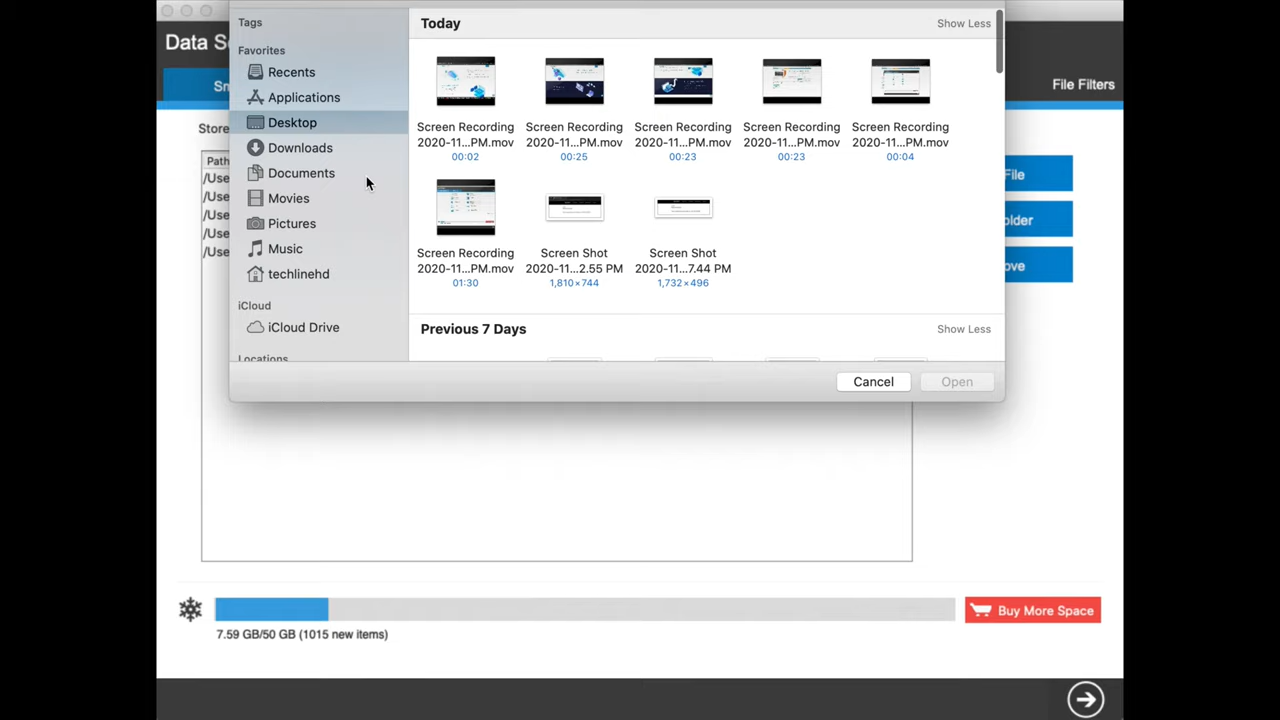 Tags
Data S
Today
Show Less
Favorites
Recents
Applications
Desktop
Downloads
Documents
Movies
Pictures
Music
techlinehd
iCloud
iCloud Drive
Locations
Screen Recording
2020-11...PM.mov
00:02
Screen Recording
2020-11...PM.mov
00:25
Screen Recording
2020-11...PM.mov
00:23
Screen Recording
2020-11...PM.mov
00:23
Screen Recording
2020-11...PM.mov
00:04
Screen Recording
2020-11...PM.mov
01:30
Screen Shot
2020-11...2.55 PM
1,810×744
Screen Shot
2020-11...7.44 PM
1,732×496
Previous 7 Days
Show Less
Cancel
Open
Sm
File Filters
Store
Path
/Use
/Use
/Use
/Use
/Use
File
older
ove
7.59 GB/50 GB (1015 new items)
Buy More Space